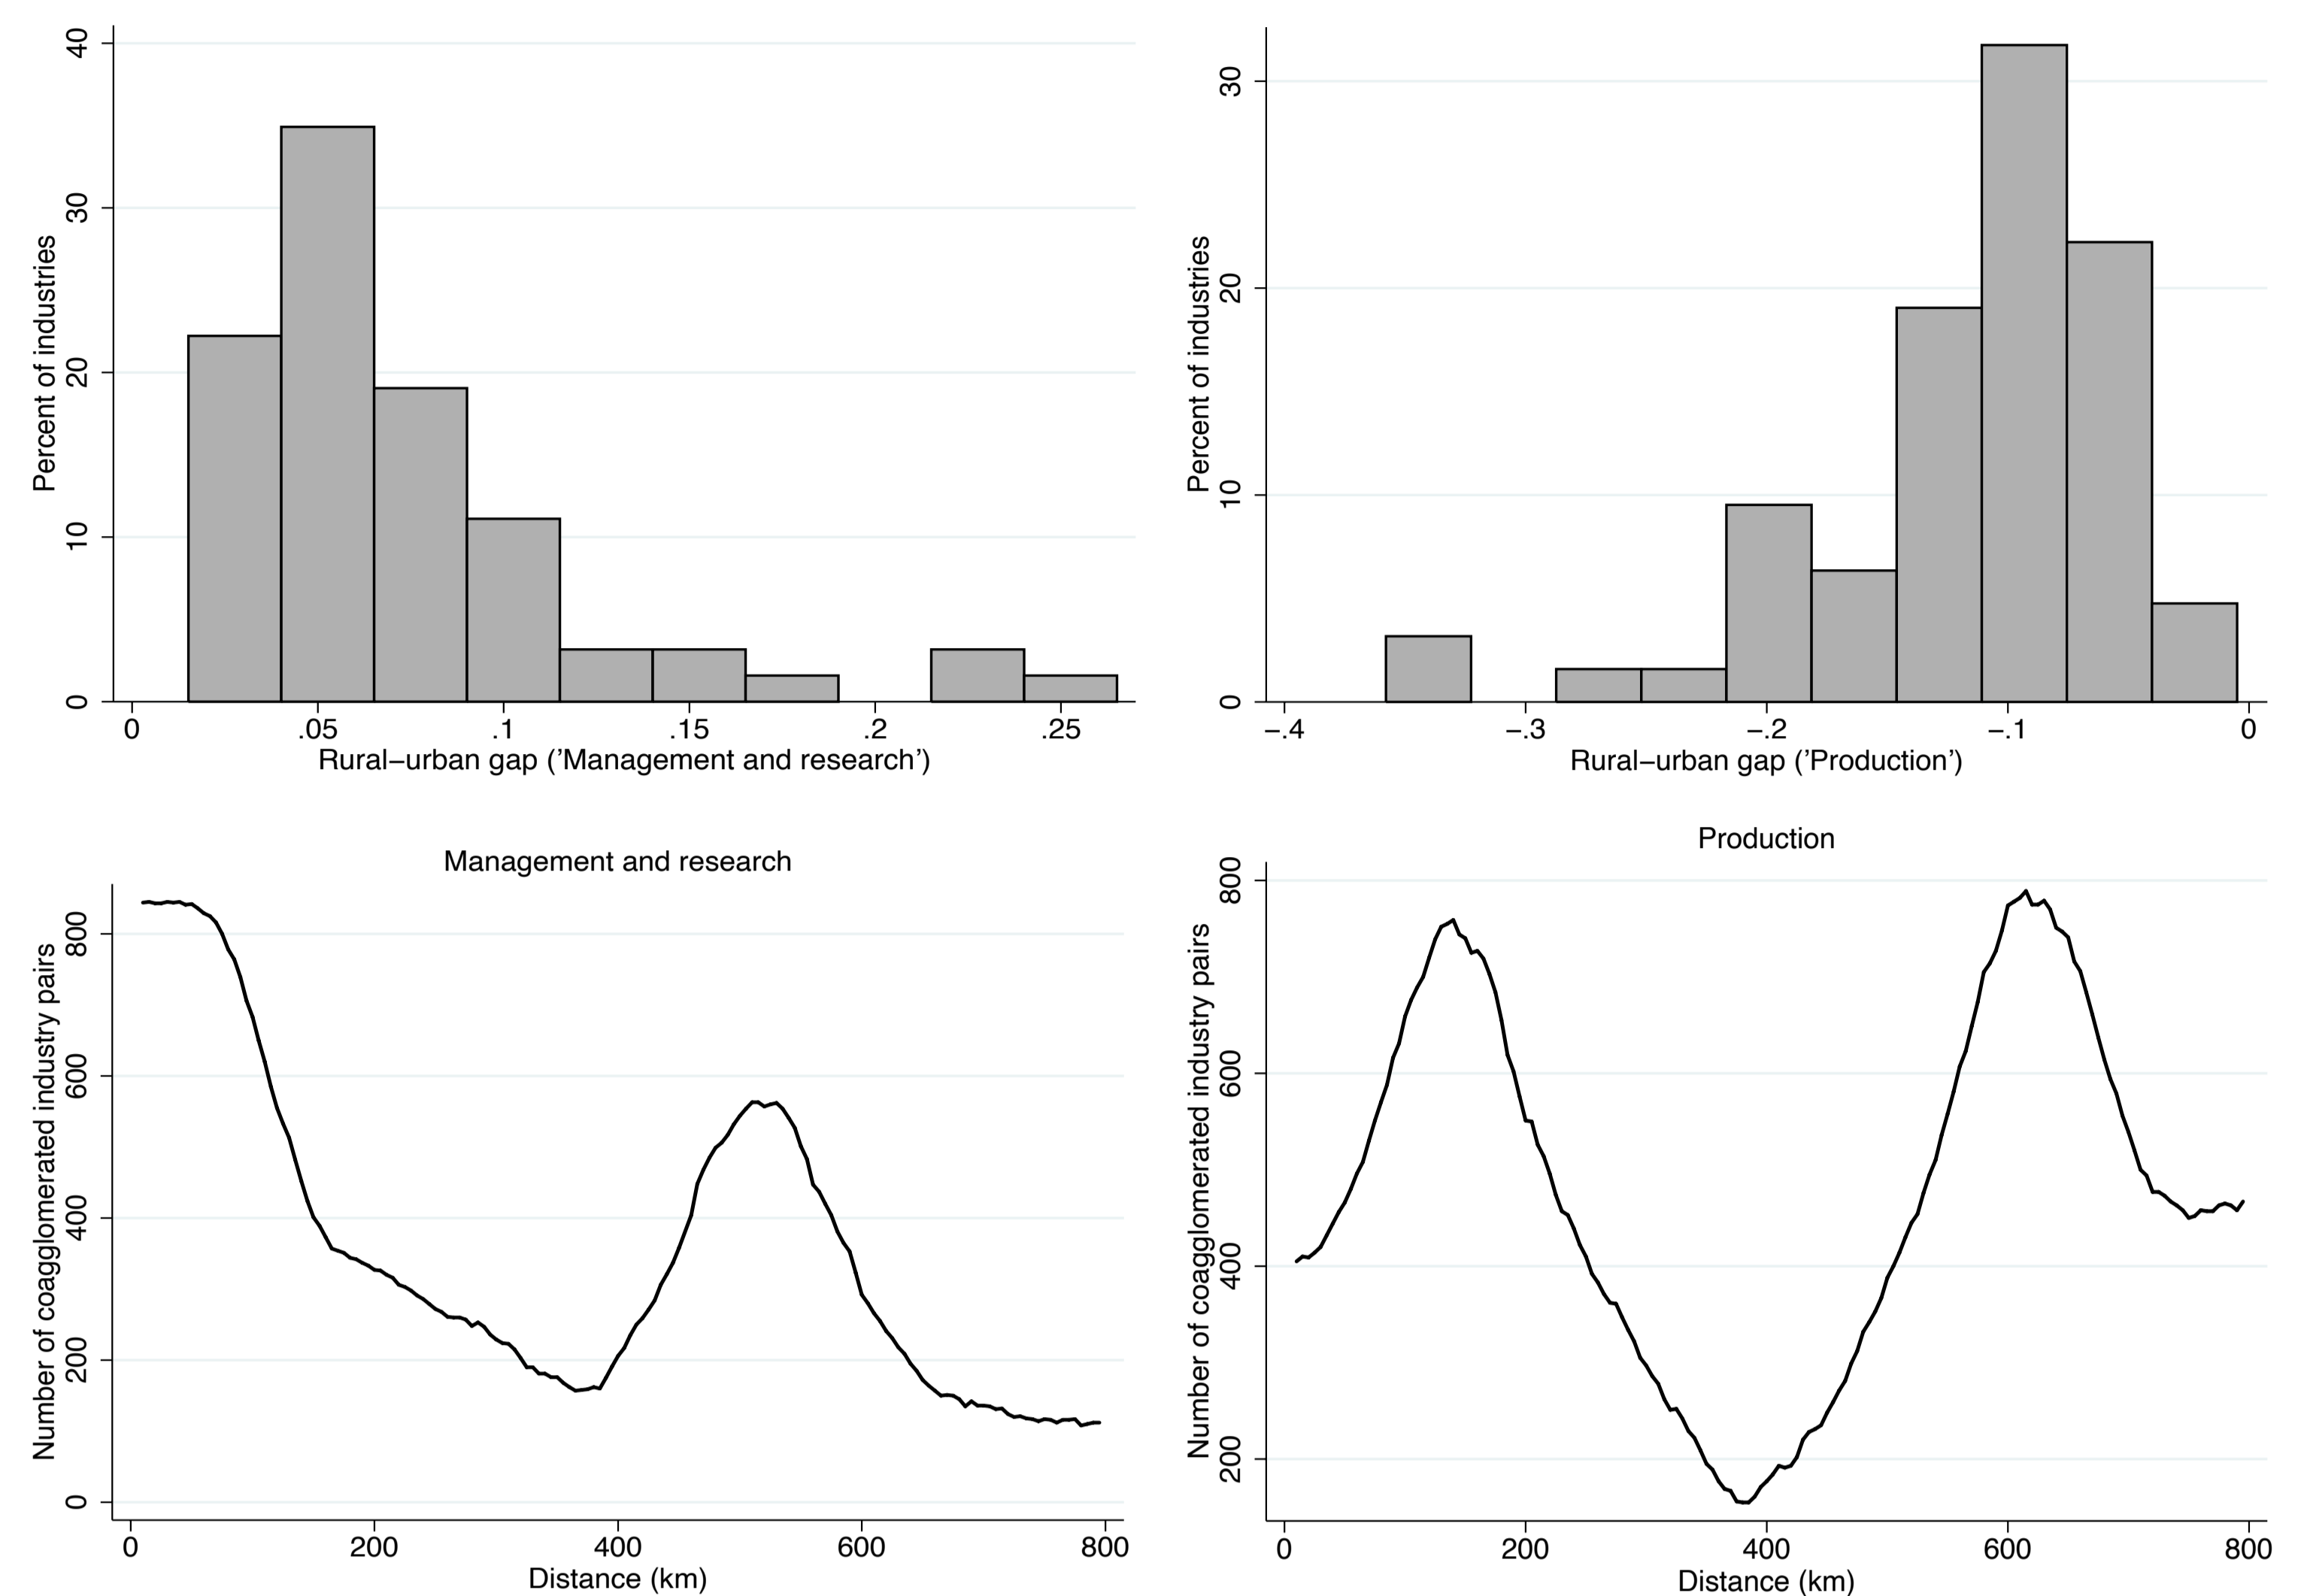 Percent of industries
40
30
20
10
0
0 .05 .1 .15 .2 .25
Rural−urban gap (’Management and research’)
Percent of industries
30
20
10
0
−.4 −.3 −.2 −.1 0
Rural−urban gap (’Production’)
Management and research
Number of coagglomerated industry pairs
800
600
400
200
0
0 200 400 600 800
Distance (km)
Production
Number of coagglomerated industry pairs
800
600
400
200
0 200 400 600 800
Distance (km)